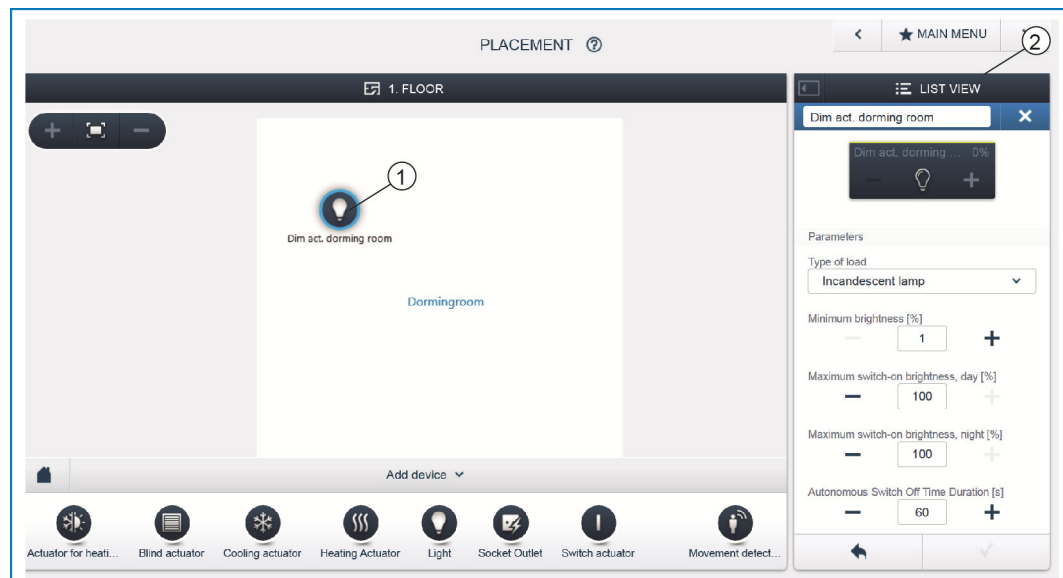 PLACEMENT ?
MAIN MENU
2
1. FLOOR
LIST VIEW
Dim act. dorming room
1
Dim act. dorming ... 0%
Dim act. dorming room
Dormingroom
Parameters
Type of load
Incandescent lamp
Minimum brightness [%]
1
Maximum switch-on brightness, day [%]
100
Maximum switch-on brightness, night [%]
100
Autonomous Switch Off Time Duration [s]
60
Add device
Actuator for heati...
Blind actuator
Cooling actuator
Heating Actuator
Light
Socket Outlet
Switch actuator
Movement detect...